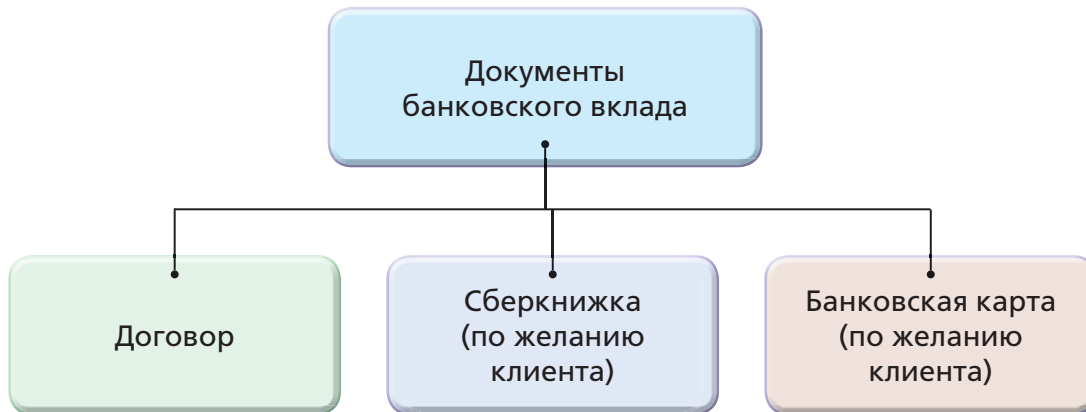 Документы
банковского вклада
Договор
Сберкнижка
(по желанию
клиента)
Банковская карта
(по желанию
клиента)